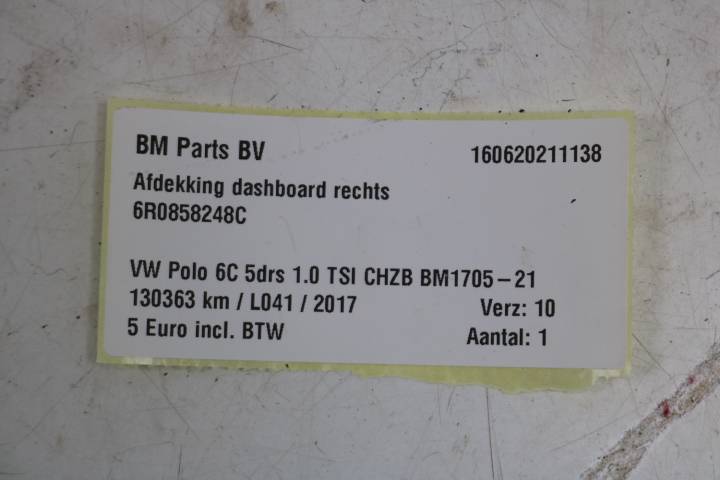 BM Parts BV 160620211138
Afdekking dashboard rechts
6R0858248C
VW Polo 6C 5drs 1.0 TSI CHZB BM1705-21
130363 km / L041 / 2017 Verz: 10
5 Euro incl. BTW Aantal: 1